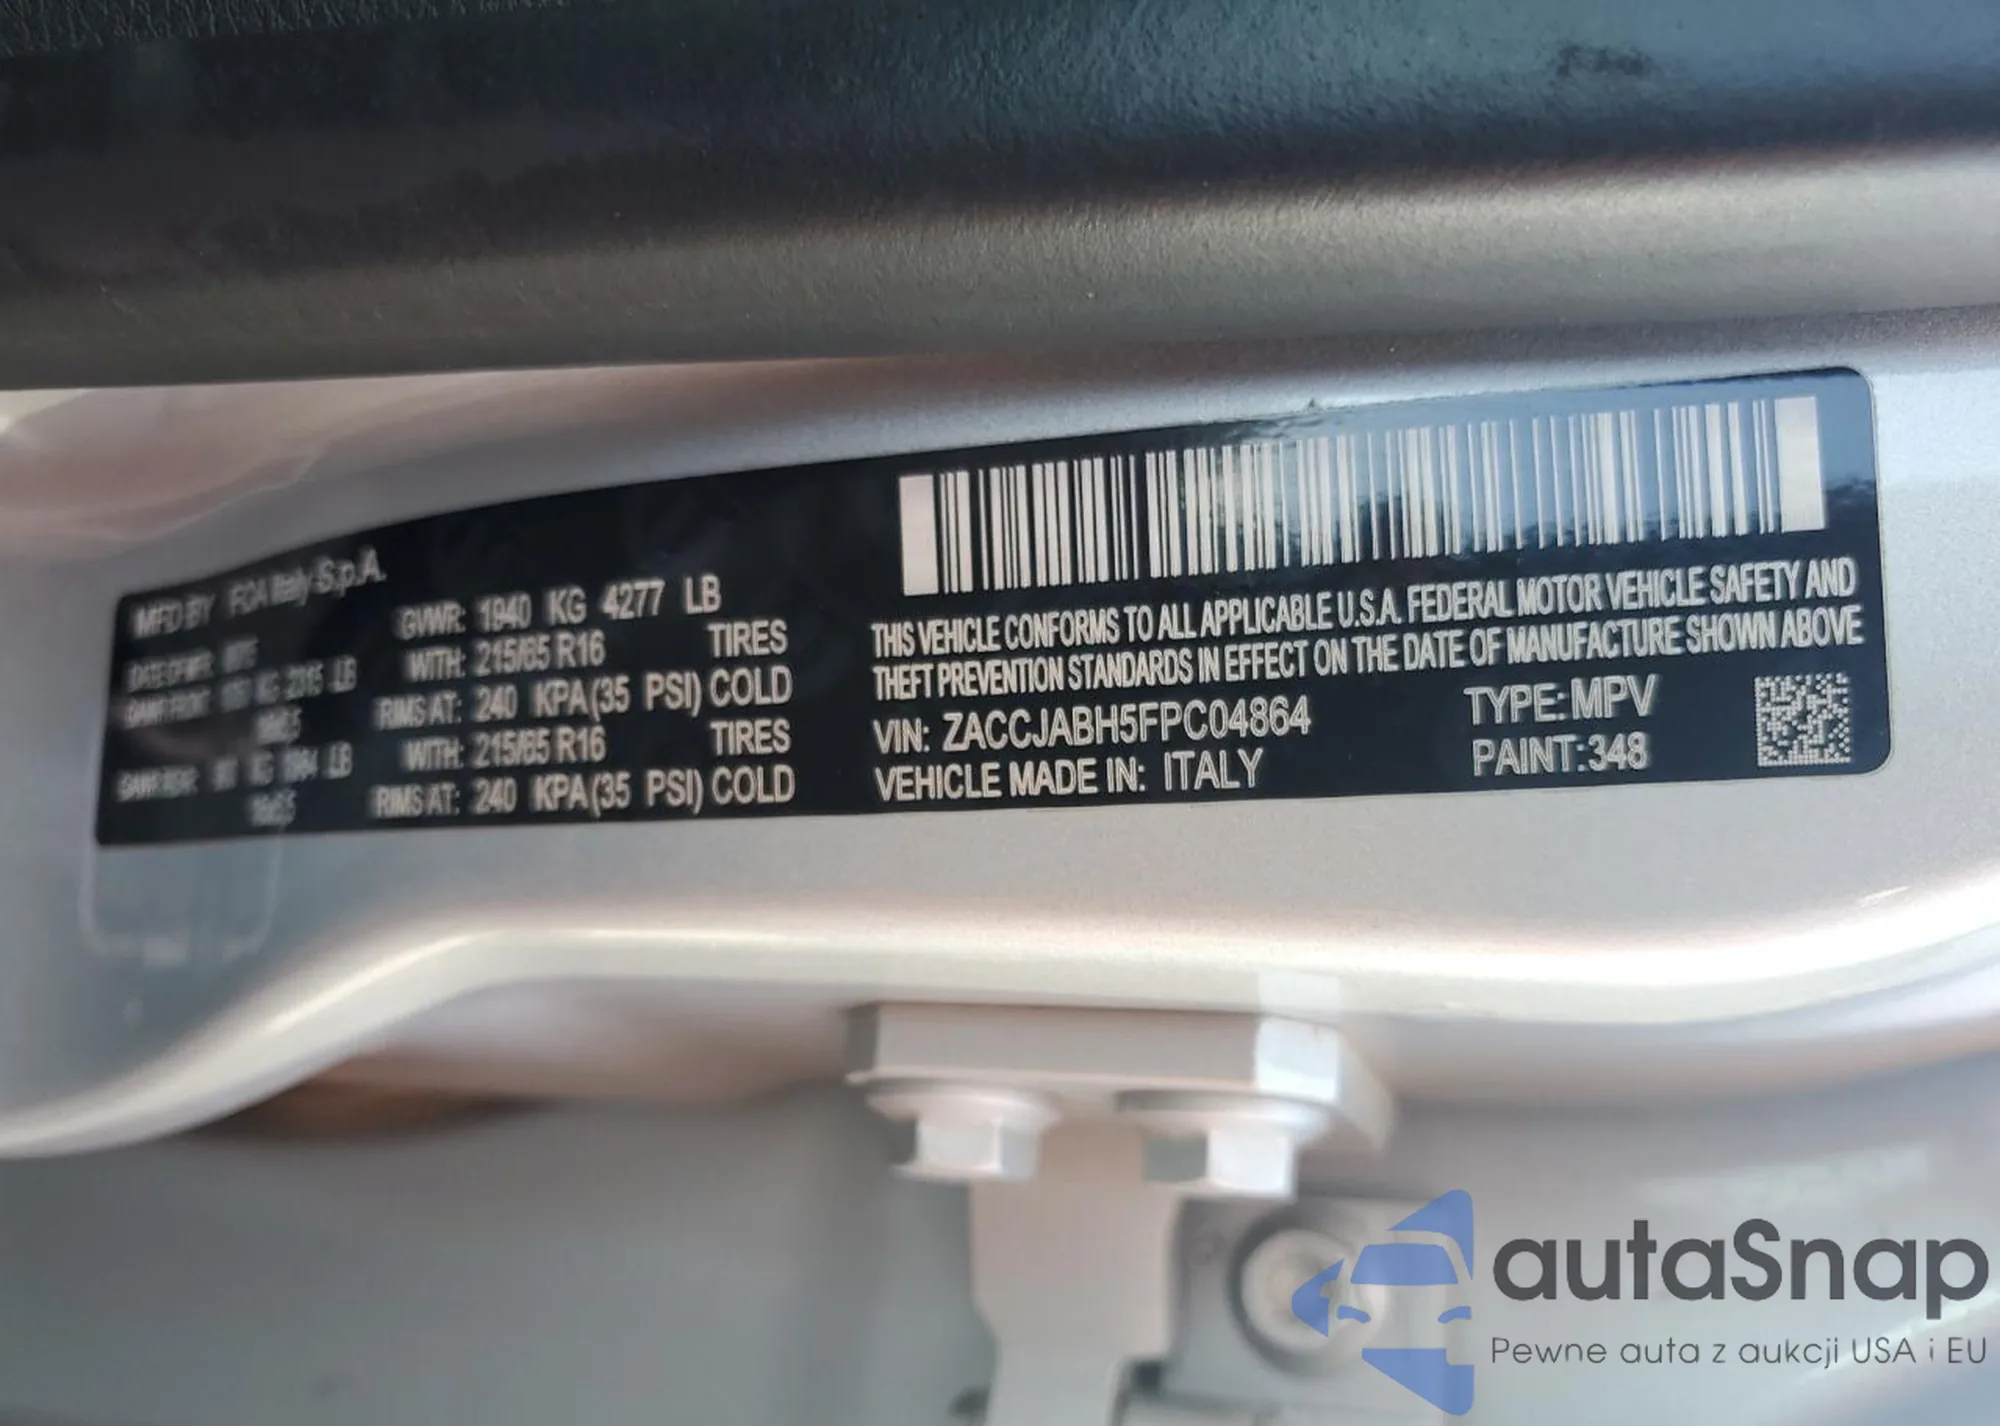 MFD BY FCA Italy S.p.A.
GVWR: 1940 KG 4277 LB
WITH: 215/65 R16 TIRES
RIMS AT: 240 KPA(35 PSI) COLD
WITH: 215/65 R16 TIRES
RIMS AT: 240 KPA(35 PSI) COLD
THIS VEHICLE CONFORMS TO ALL APPLICABLE U.S.A. FEDERAL MOTOR VEHICLE SAFETY AND
THEFT PREVENTION STANDARDS IN EFFECT ON THE DATE OF MANUFACTURE SHOWN ABOVE
VIN: ZACCJABH5FPC04864
TYPE: MPV
VEHICLE MADE IN: ITALY
PAINT: 348
autaSnap
Pewne auta z aukcji USA i EU